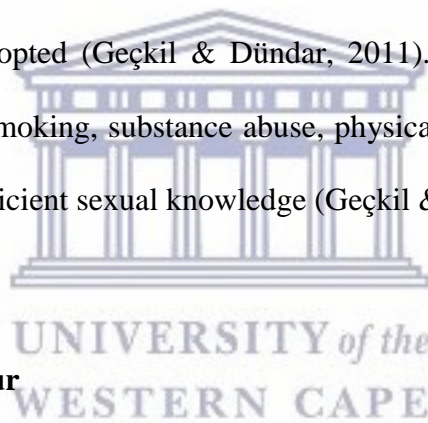 opted (Geçkil & Dündar, 2011).
moking, substance abuse, physica
icient sexual knowledge (Geçkil &
UNIVERSITY of the
ur
WESTERN CAPE